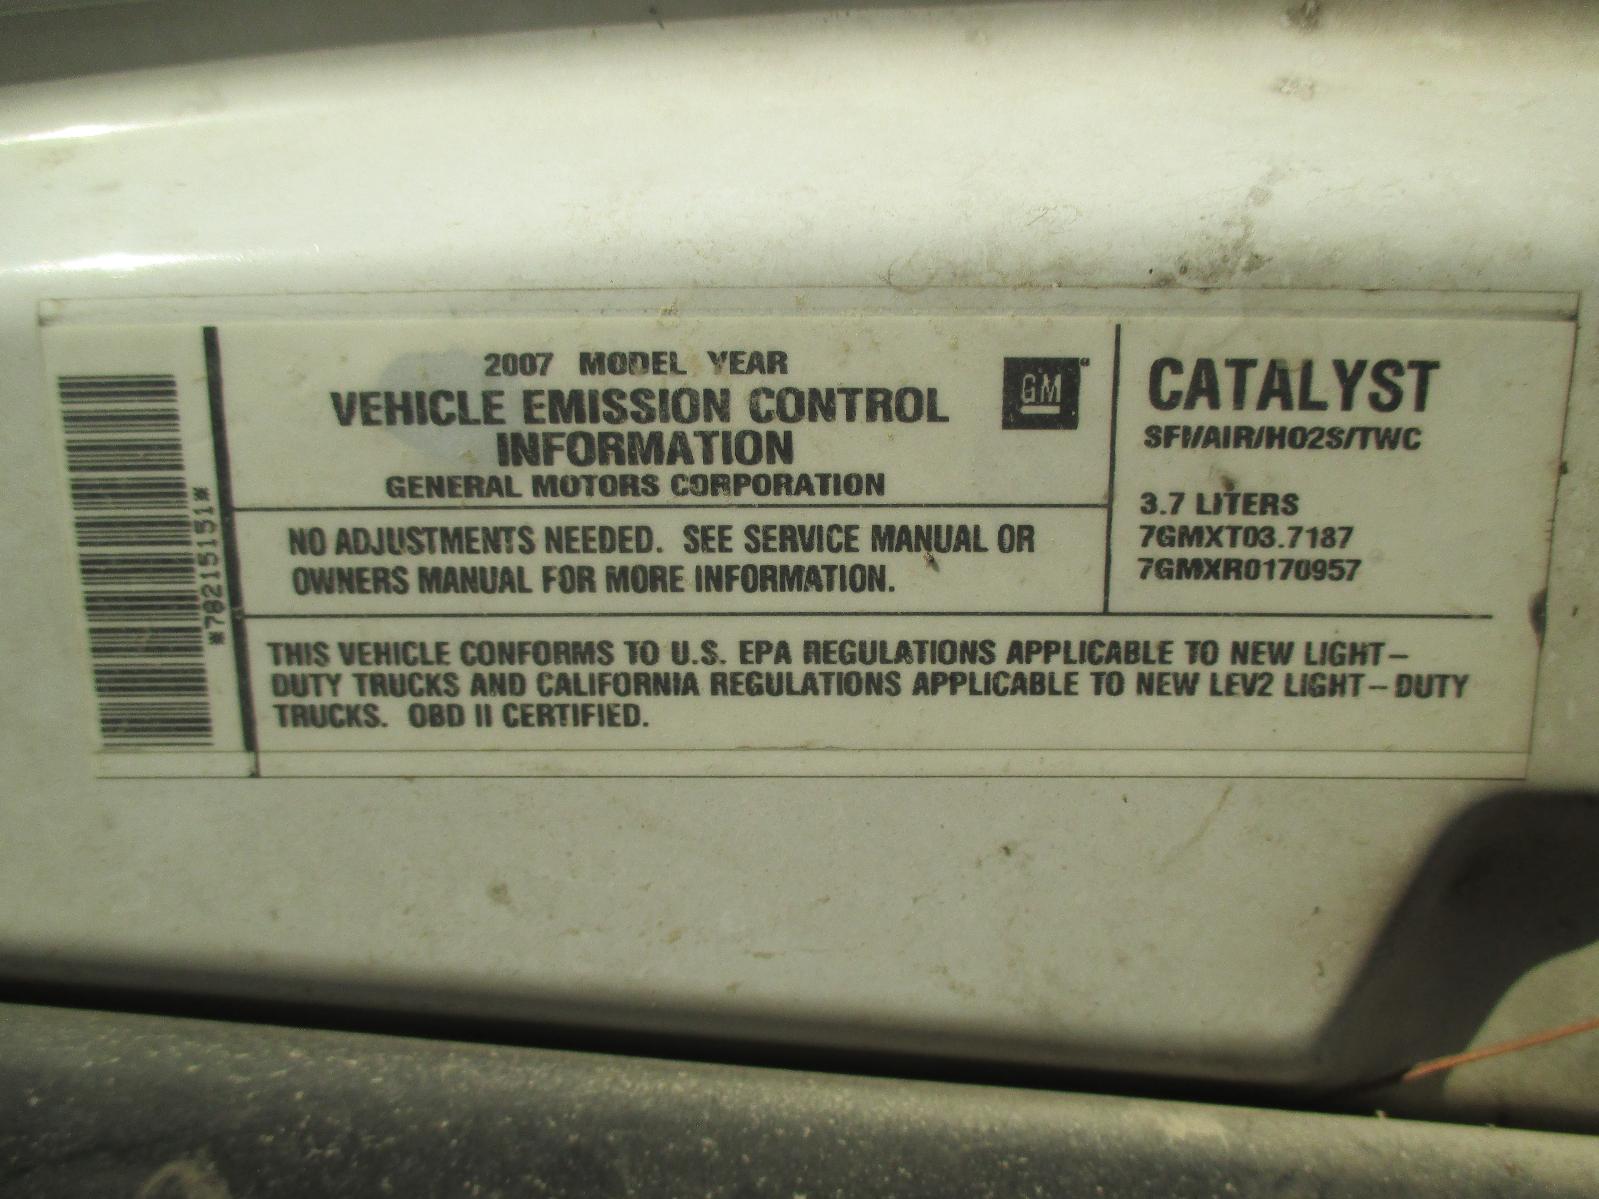 *782151151*
2007 MODEL YEAR
VEHICLE EMISSION CONTROL
INFORMATION
GENERAL MOTORS CORPORATION
GM
NO ADJUSTMENTS NEEDED. SEE SERVICE MANUAL OR
OWNERS MANUAL FOR MORE INFORMATION.
CATALYST
SFI/AIR/HO2S/TWC
3.7 LITERS
7GMXT03.7187
7GMXR0170957
THIS VEHICLE CONFORMS TO U.S. EPA REGULATIONS APPLICABLE TO NEW LIGHT-
DUTY TRUCKS AND CALIFORNIA REGULATIONS APPLICABLE TO NEW LEV2 LIGHT-DUTY
TRUCKS. OBD II CERTIFIED.